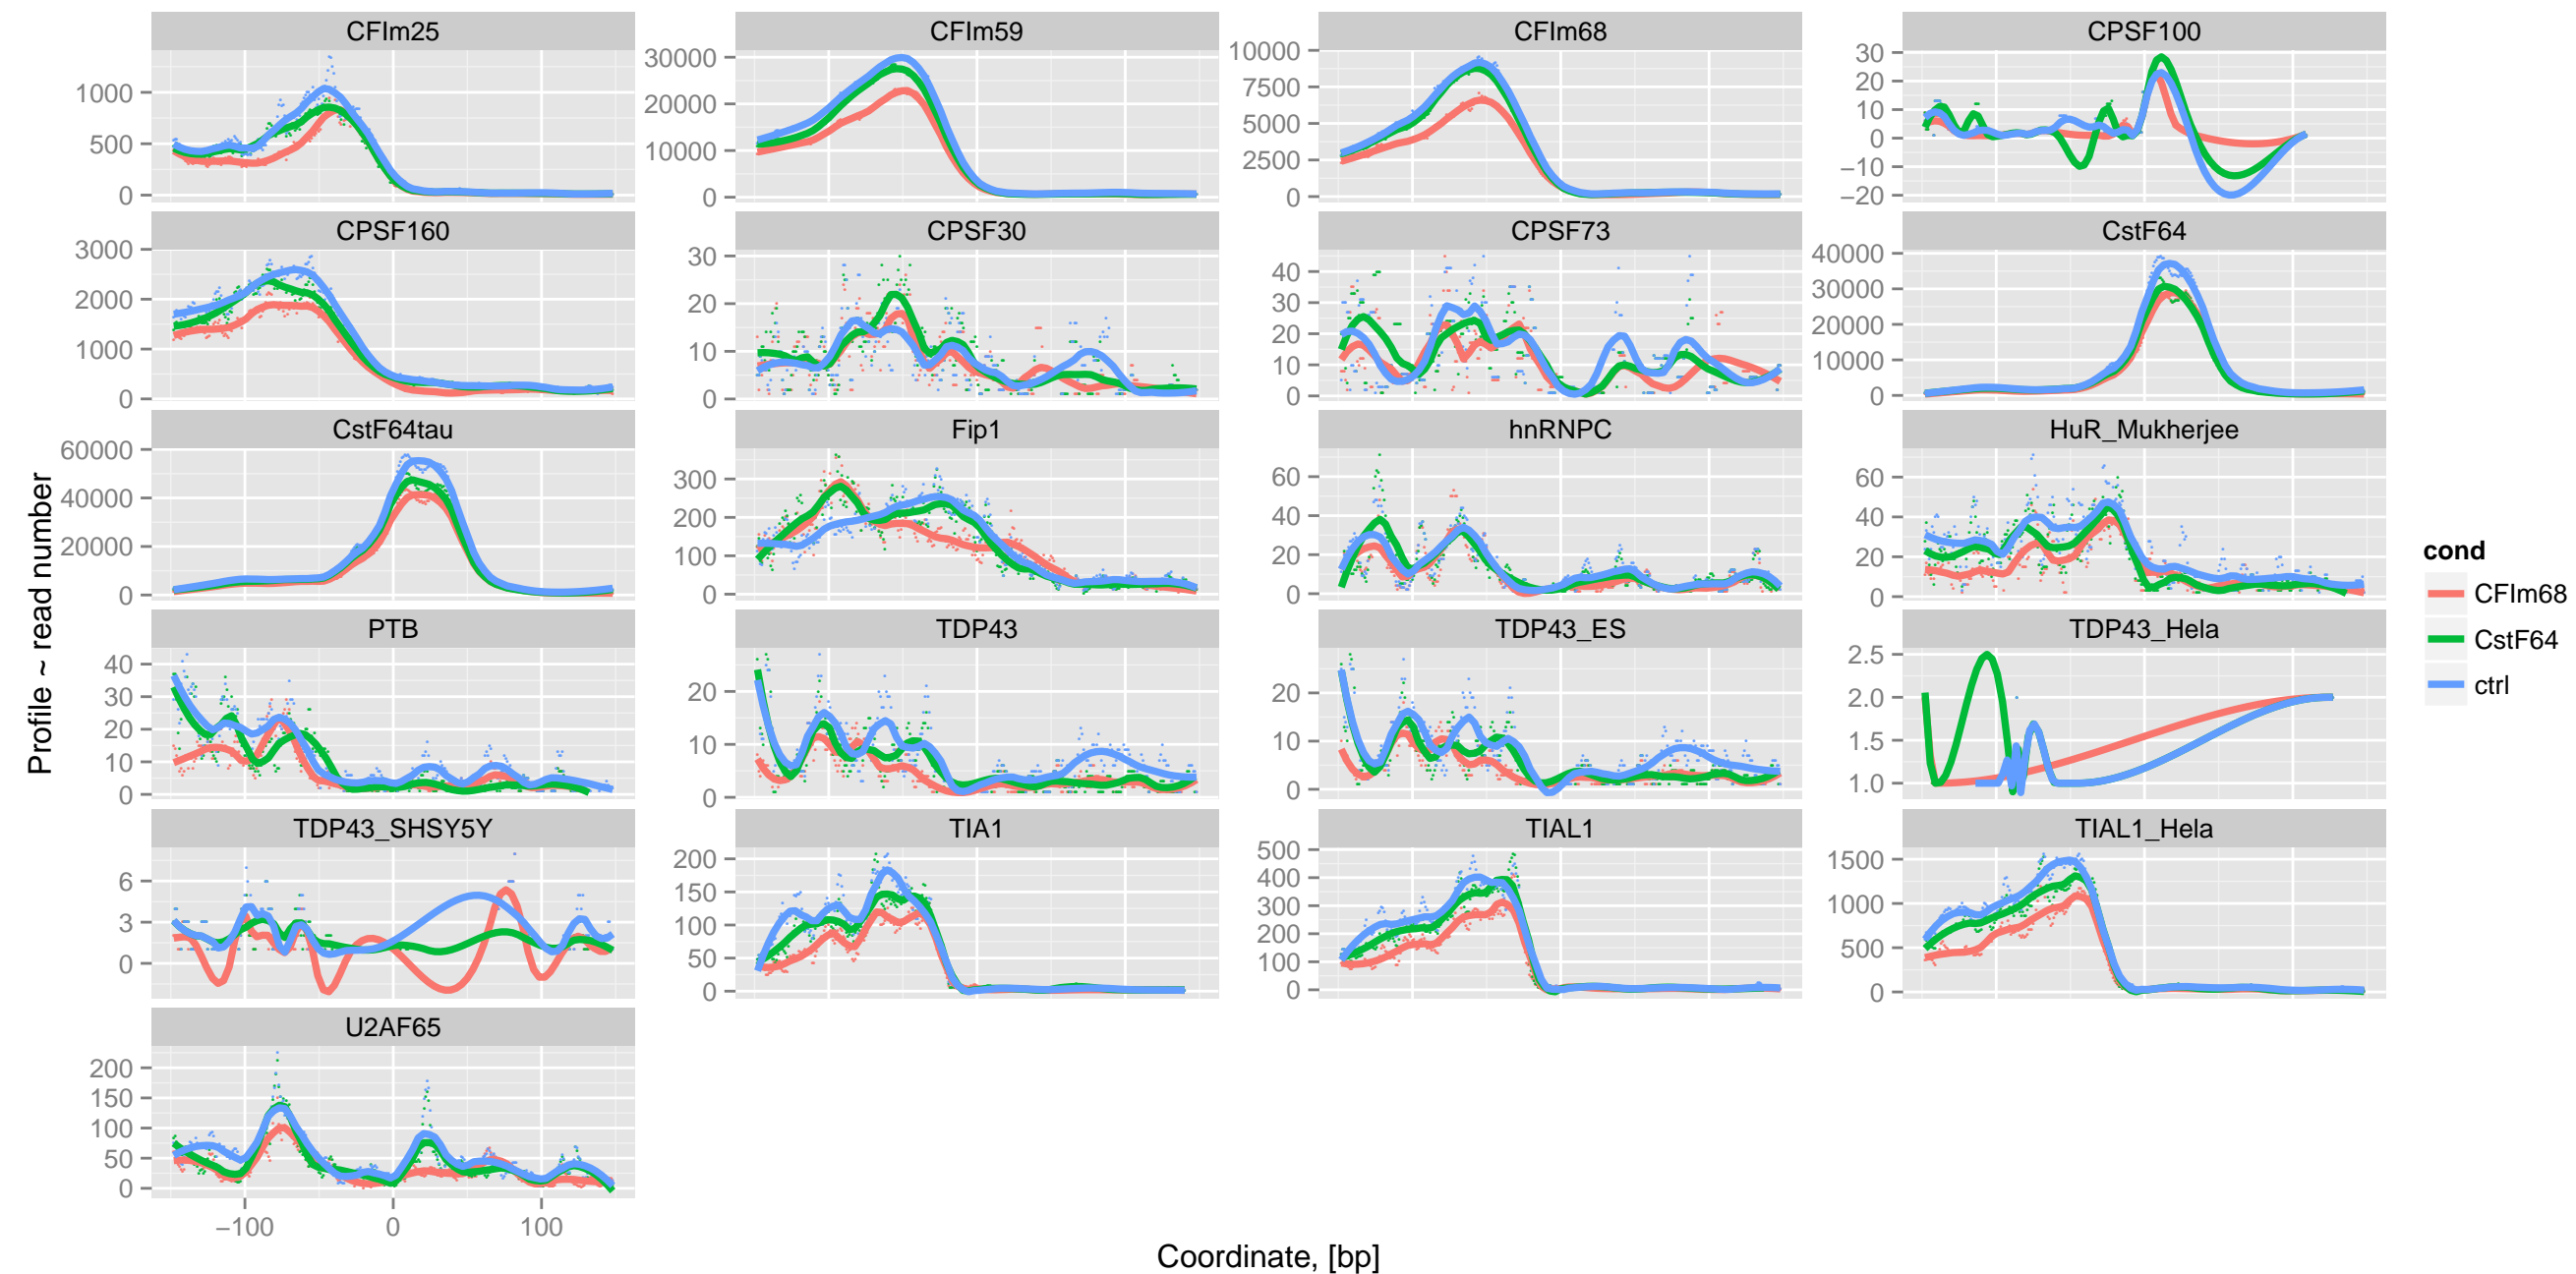 CFIm25 CFIm59 CFIm68 CPSF100
1000 500 0
30000 20000 10000 0
10000 7500 5000 2500 0
30 20 10 0 −10 −20
CPSF160 CPSF30 CPSF73 CstF64
3000 2000 1000 0
30 20 10 0
40 30 20 10 0
40000 30000 20000 10000 0
CstF64tau Fip1 hnRNPC HuR_Mukherjee
60000 40000 20000 0
300 200 100 0
60 40 20 0
60 40 20 0
PTB TDP43 TDP43_ES TDP43_Hela
40 30 20 10 0
20 10 0
20 10 0
2.5 2.0 1.5 1.0
TDP43_SHSY5Y TIA1 TIAL1 TIAL1_Hela
6 3 0
200 150 100 50 0
500 400 300 200 100 0
1500 1000 500 0
U2AF65
200 150 100 50 0
−100 0 100
Coordinate, [bp]
Profile ~ read number
cond
CFIm68
CstF64
ctrl